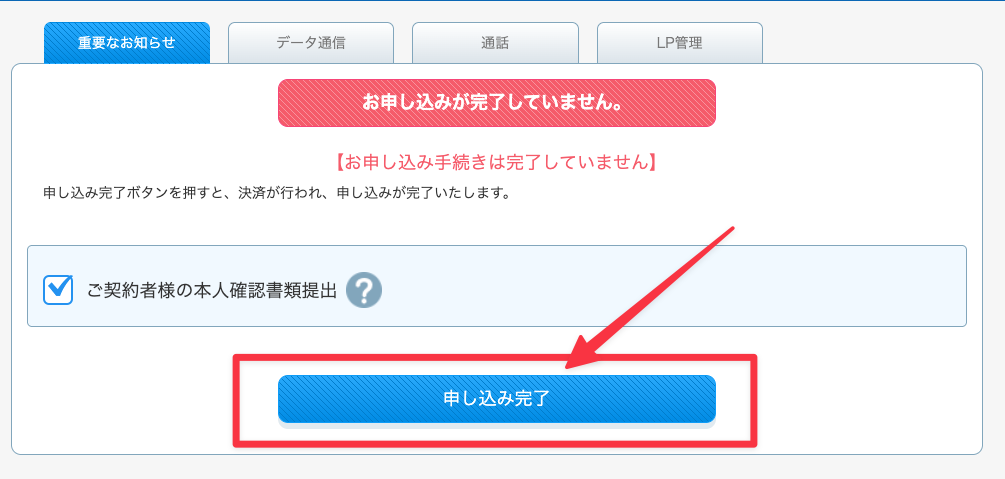 重要なお知らせ
データ通信
通話
LP管理
お申し込みが完了していません。
【お申し込み手続きは完了していません】
申し込み完了ボタンを押すと、決済が行われ、申し込みが完了いたします。
ご契約者様の本人確認書類提出 ?
申し込み完了